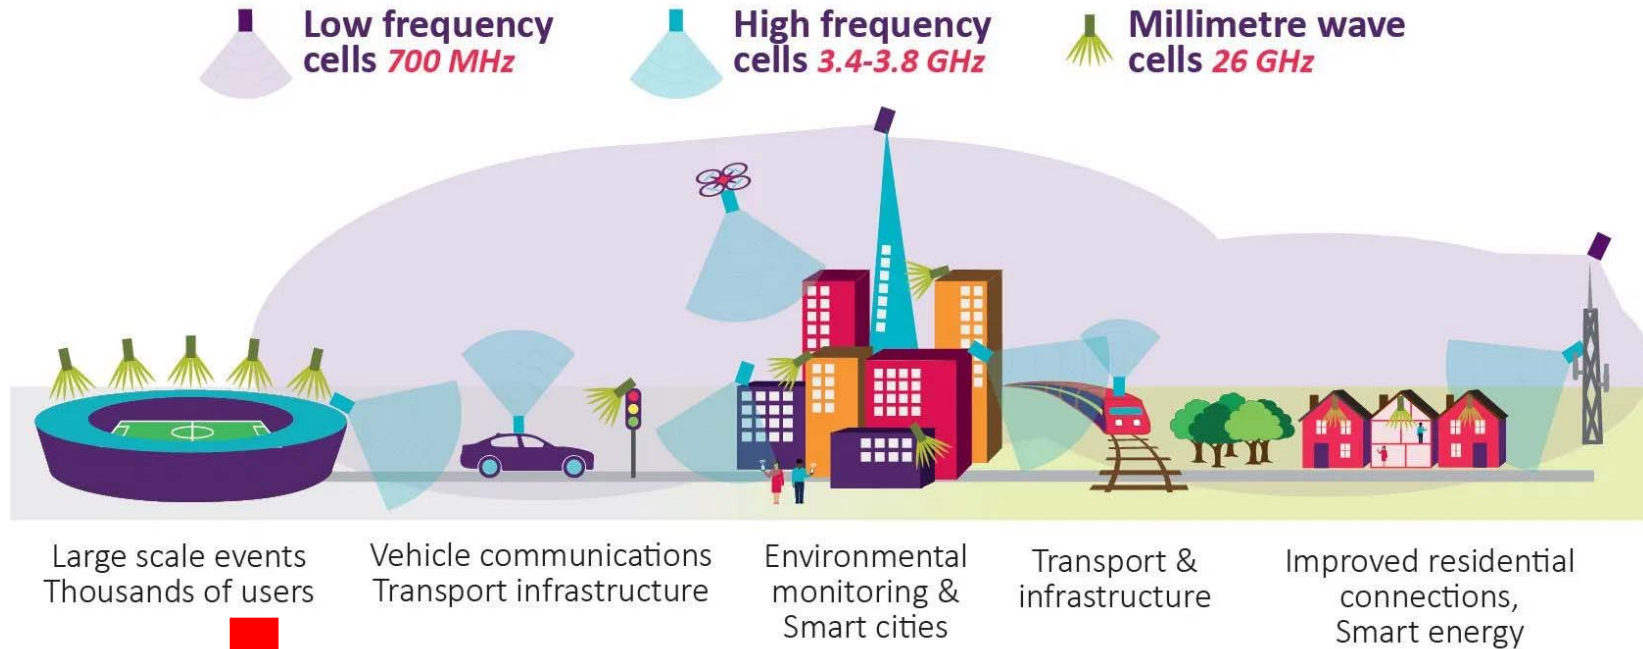 Low frequency
cells 700 MHz
High frequency
cells 3.4-3.8 GHz
Millimetre wave
cells 26 GHz
Large scale events
Thousands of users
Vehicle communications
Transport infrastructure
Environmental
monitoring &
Smart cities
Transport &
infrastructure
Improved residential
connections,
Smart energy